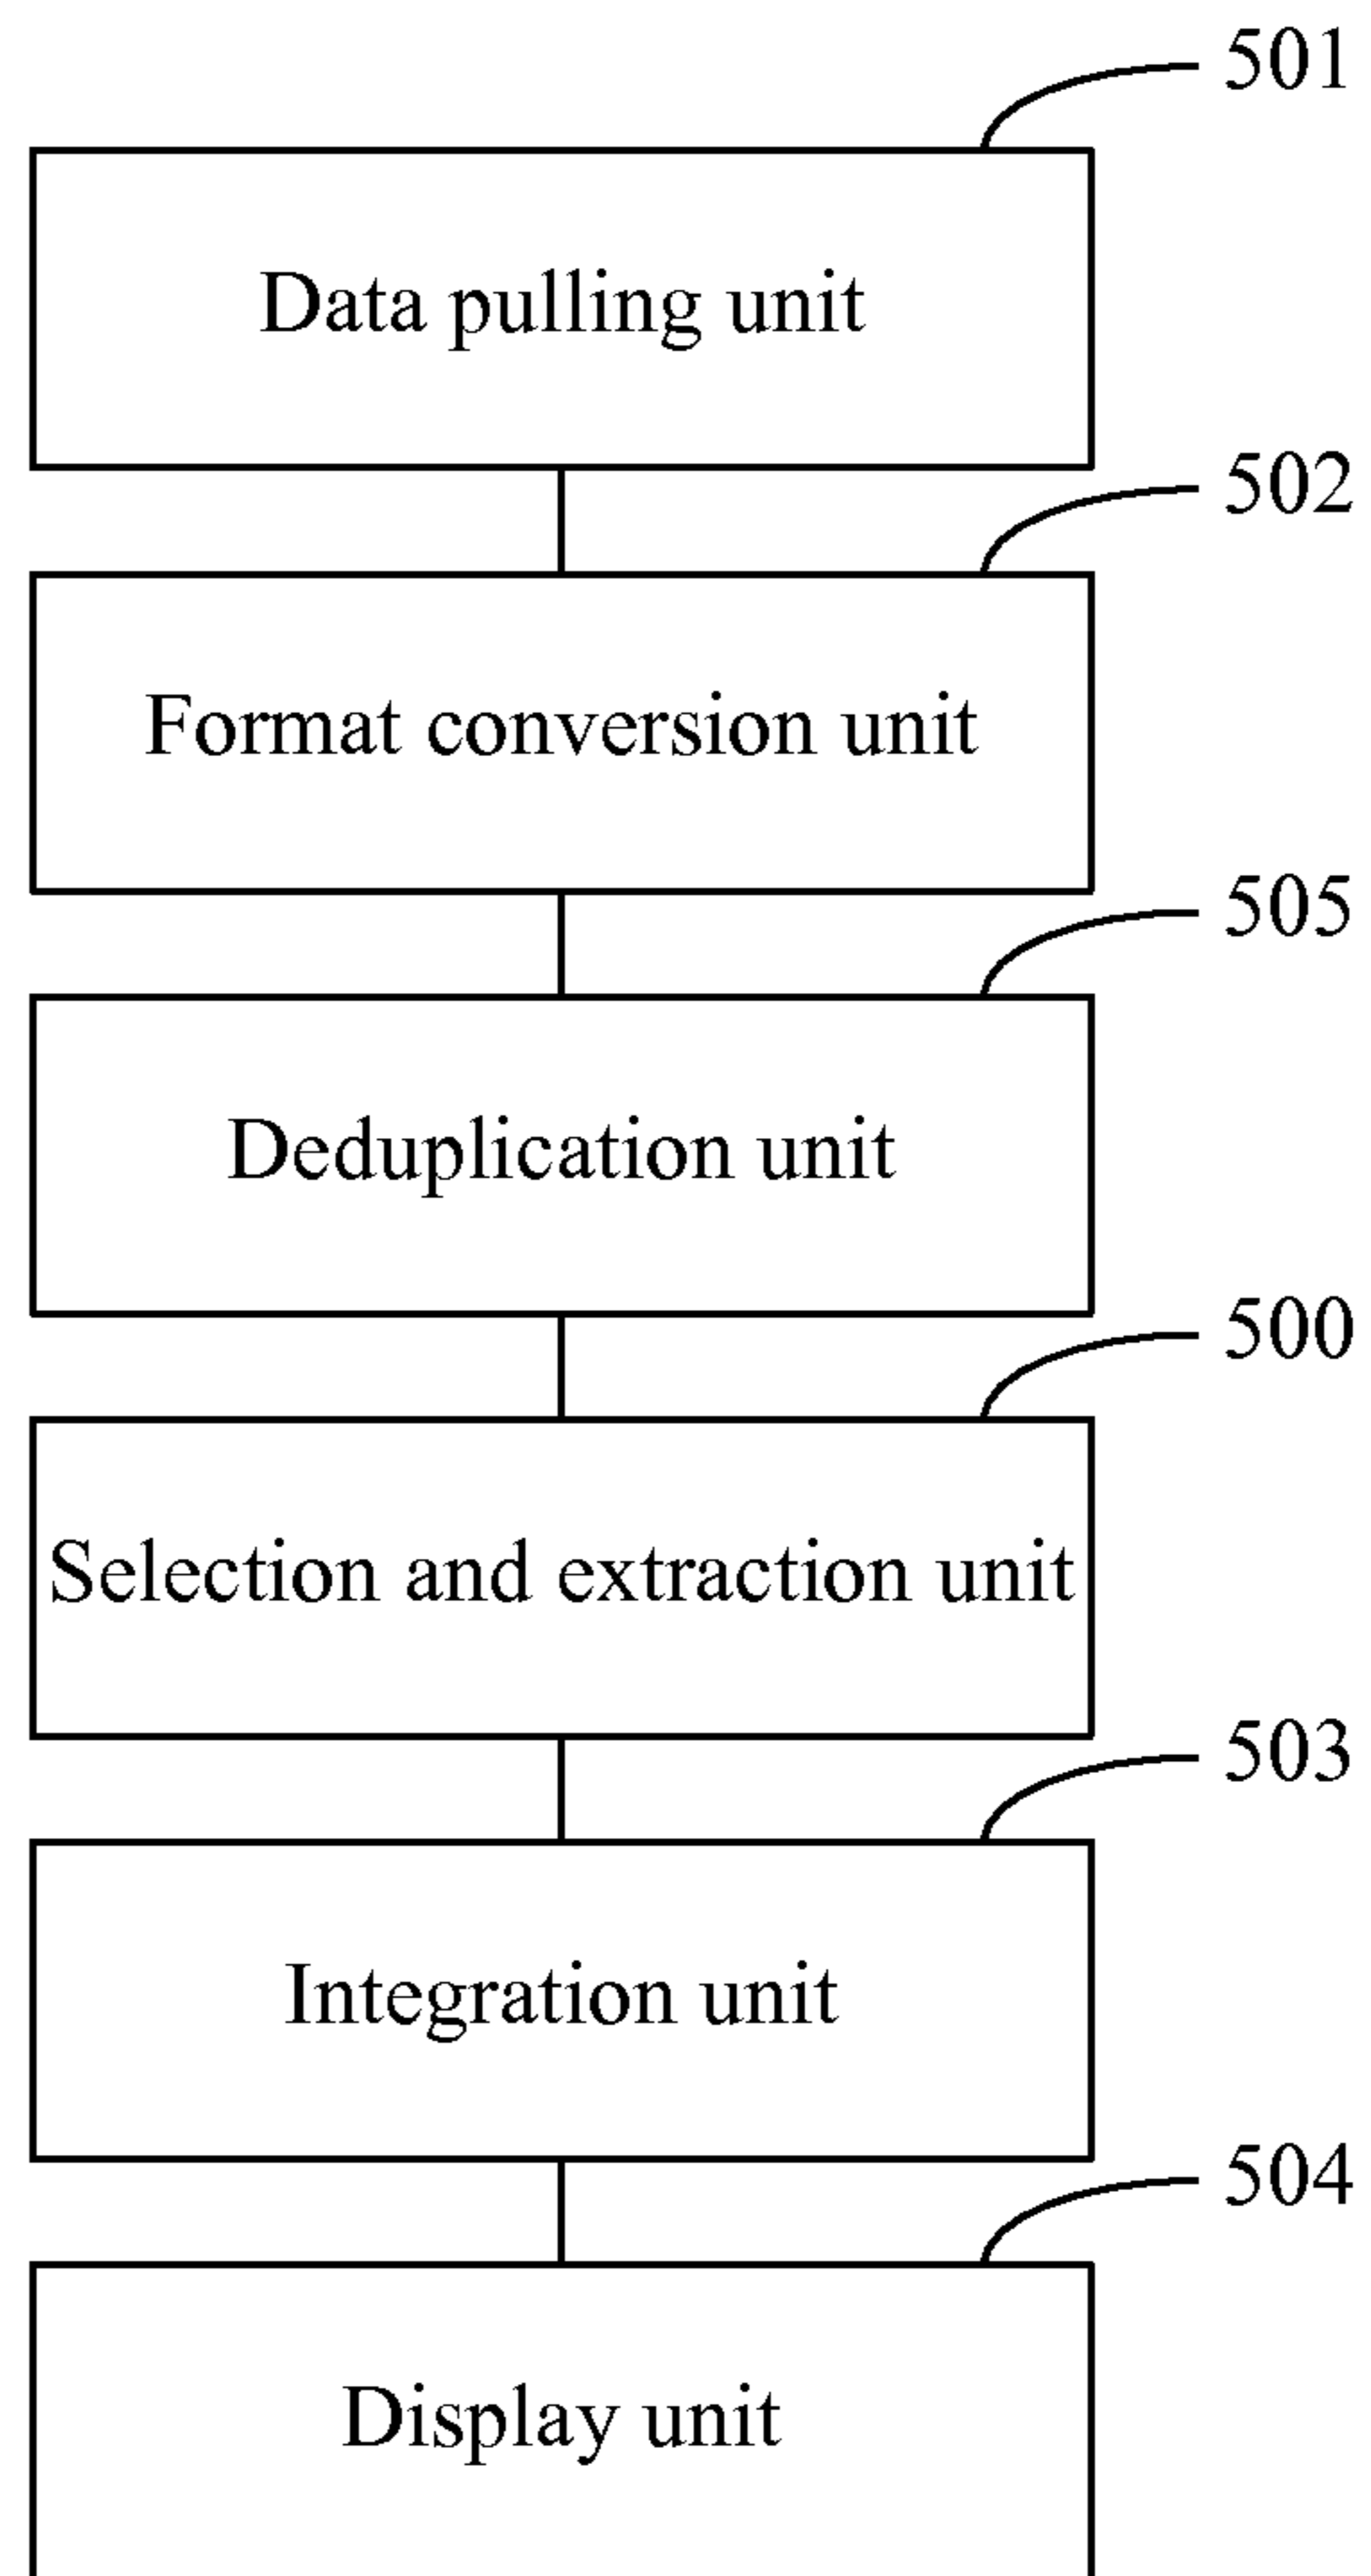 501
Data pulling unit
502
Format conversion unit
505
Deduplication unit
500
Selection and extraction unit
503
Integration unit
504
Display unit